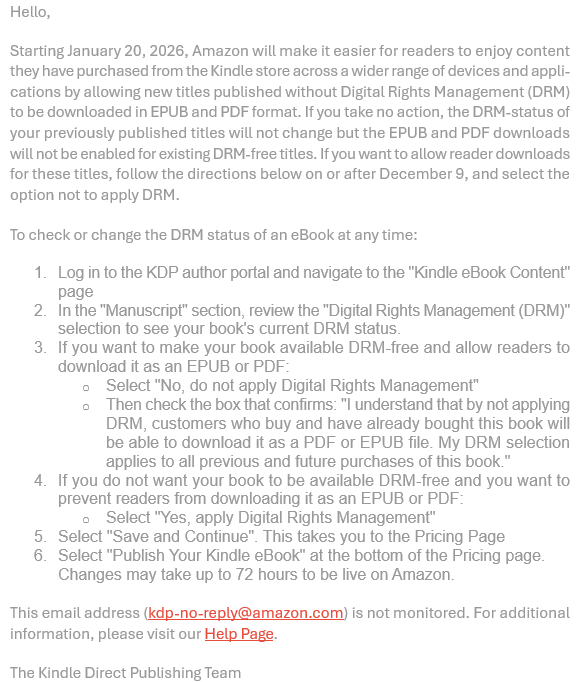 Hello,
Starting January 20, 2026, Amazon will make it easier for readers to enjoy content
they have purchased from the Kindle store across a wider range of devices and appli-
cations by allowing new titles published without Digital Rights Management (DRM)
to be downloaded in EPUB and PDF format. If you take no action, the DRM-status of
your previously published titles will not change but the EPUB and PDF downloads
will not be enabled for existing DRM-free titles. If you want to allow reader downloads
for these titles, follow the directions below on or after December 9, and select the
option not to apply DRM.
To check or change the DRM status of an eBook at any time:
1. Log in to the KDP author portal and navigate to the "Kindle eBook Content"
page
2. In the "Manuscript" section, review the "Digital Rights Management (DRM)"
selection to see your book's current DRM status.
3. If you want to make your book available DRM-free and allow readers to
download it as an EPUB or PDF:
o Select "No, do not apply Digital Rights Management"
o Then check the box that confirms: "I understand that by not applying
DRM, customers who buy and have already bought this book will
be able to download it as a PDF or EPUB file. My DRM selection
applies to all previous and future purchases of this book."
4. If you do not want your book to be available DRM-free and you want to
prevent readers from downloading it as an EPUB or PDF:
o Select "Yes, apply Digital Rights Management"
5. Select "Save and Continue". This takes you to the Pricing Page
6. Select "Publish Your Kindle eBook" at the bottom of the Pricing page.
Changes may take up to 72 hours to be live on Amazon.
This email address (kdp-no-reply@amazon.com) is not monitored. For additional
information, please visit our Help Page.
The Kindle Direct Publishing Team